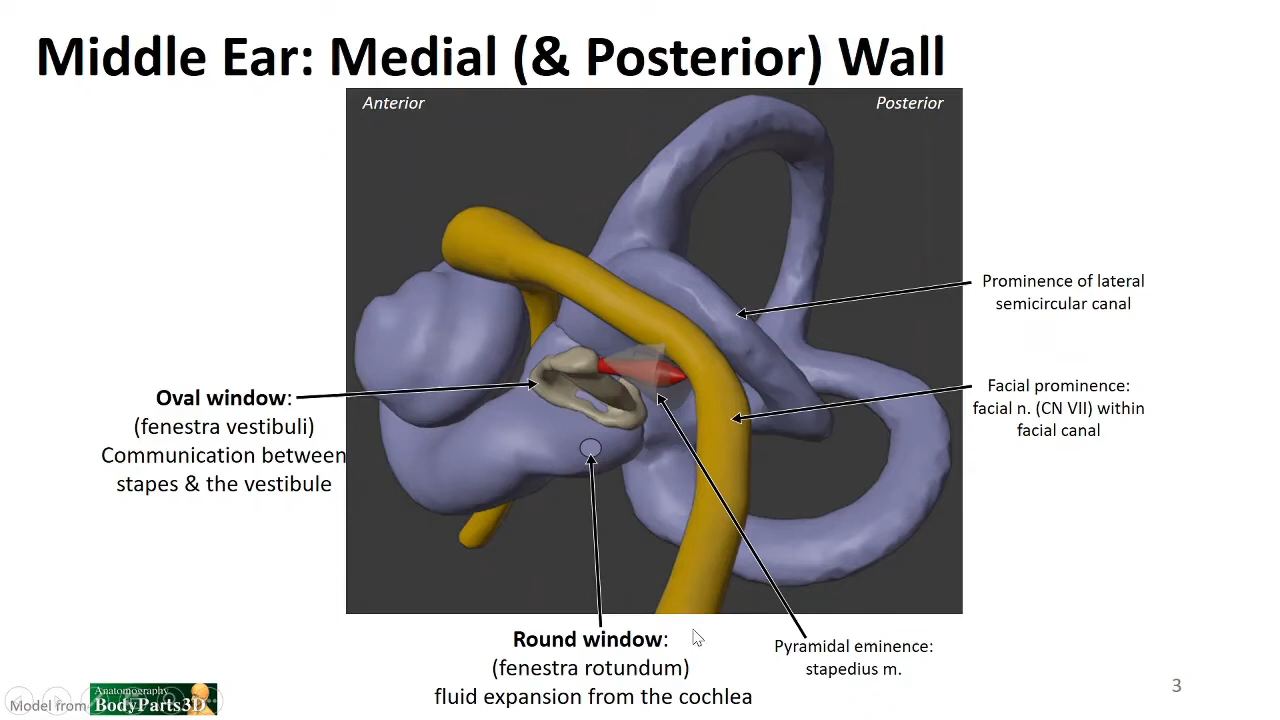 Middle Ear: Medial (& Posterior) Wall
Anterior
Posterior
Prominence of lateral
semicircular canal
Facial prominence:
facial n. (CN VII) within
facial canal
Oval window:
(fenestra vestibuli)
Communication between
stapes & the vestibule
Round window:
(fenestra rotundum)
fluid expansion from the cochlea
Pyramidal eminence:
stapedius m.
3
Model from
Anatomography
BodyParts3D